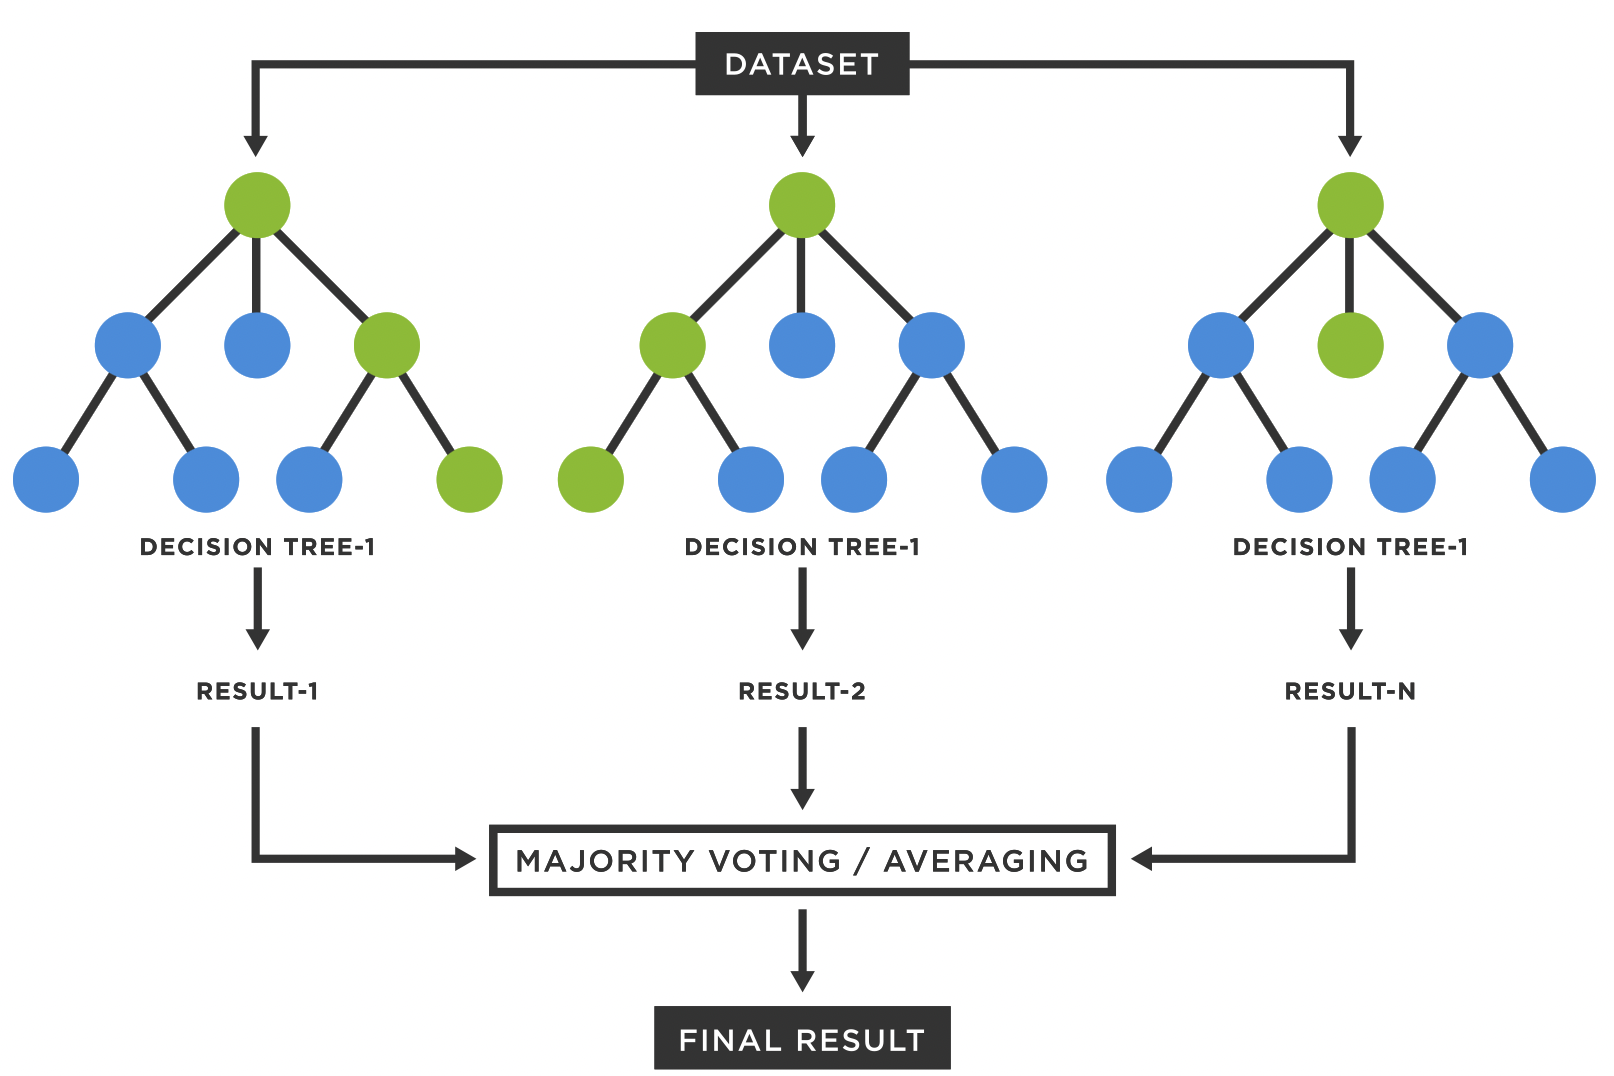 DATASET
DECISION TREE-1
DECISION TREE-1
DECISION TREE-1
RESULT-1
RESULT-2
RESULT-N
MAJORITY VOTING / AVERAGING
FINAL RESULT